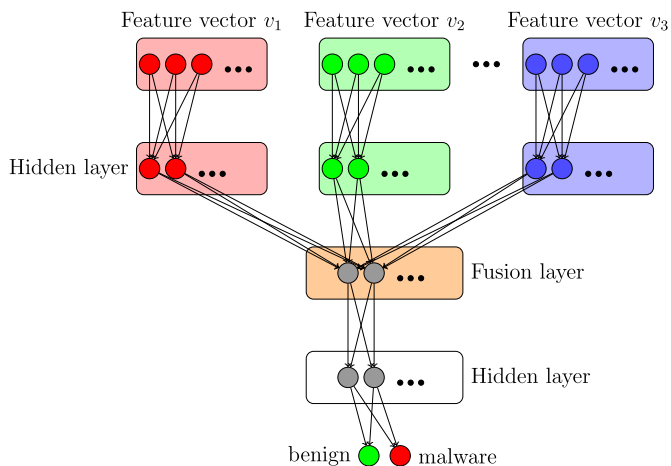 Feature vector v₁
Feature vector v₂
Feature vector v₃
Hidden layer
Fusion layer
Hidden layer
benign
malware